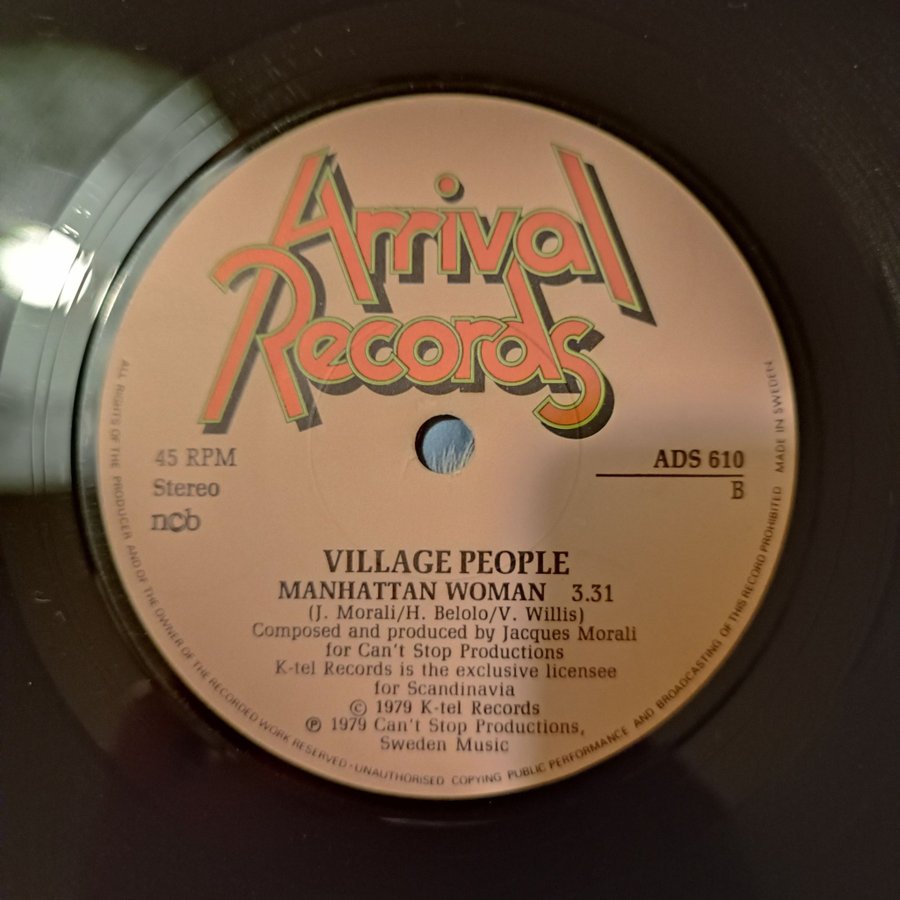 Arrival
Records
45 RPM
Stereo
ncb
ADS 610
B
VILLAGE PEOPLE
MANHATTAN WOMAN 3.31
(J. Morali/H. Belolo/V. Willis)
Composed and produced by Jacques Morali
for Can't Stop Productions
K-tel Records is the exclusive licensee
for Scandinavia
© 1979 K-tel Records
℗ 1979 Can't Stop Productions,
Sweden Music
ALL RIGHTS OF THE PRODUCER AND OF THE OWNER OF THE RECORDED WORK RESERVED - UNAUTHORISED COPYING PUBLIC PERFORMANCE AND BROADCASTING OF THIS RECORD PROHIBITED MADE IN SWEDEN